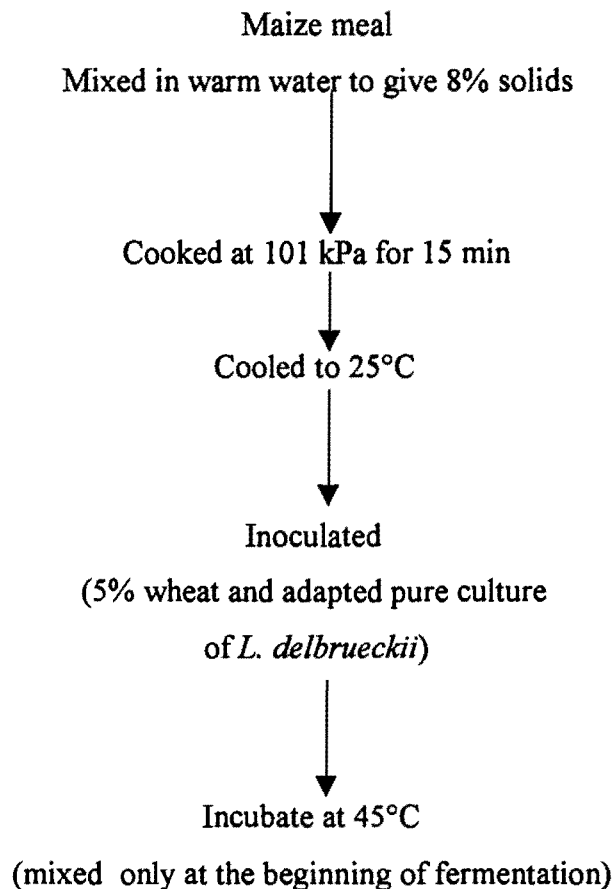 Maize meal
Mixed in warm water to give 8% solids
Cooked at 101 kPa for 15 min
Cooled to 25°C
Inoculated
(5% wheat and adapted pure culture
of L. delbrueckii)
Incubate at 45°C
(mixed only at the beginning of fermentation)